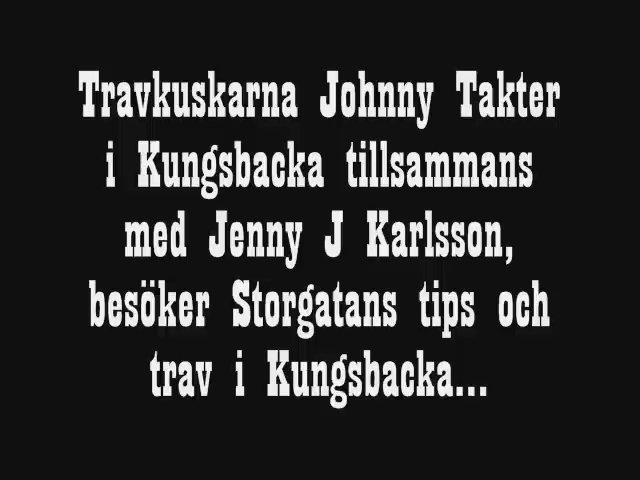 Travkuskarna Johnny Takter
i Kungsbacka tillsammans
med Jenny J Karlsson,
besöker Storgatans tips och
trav i Kungsbacka...